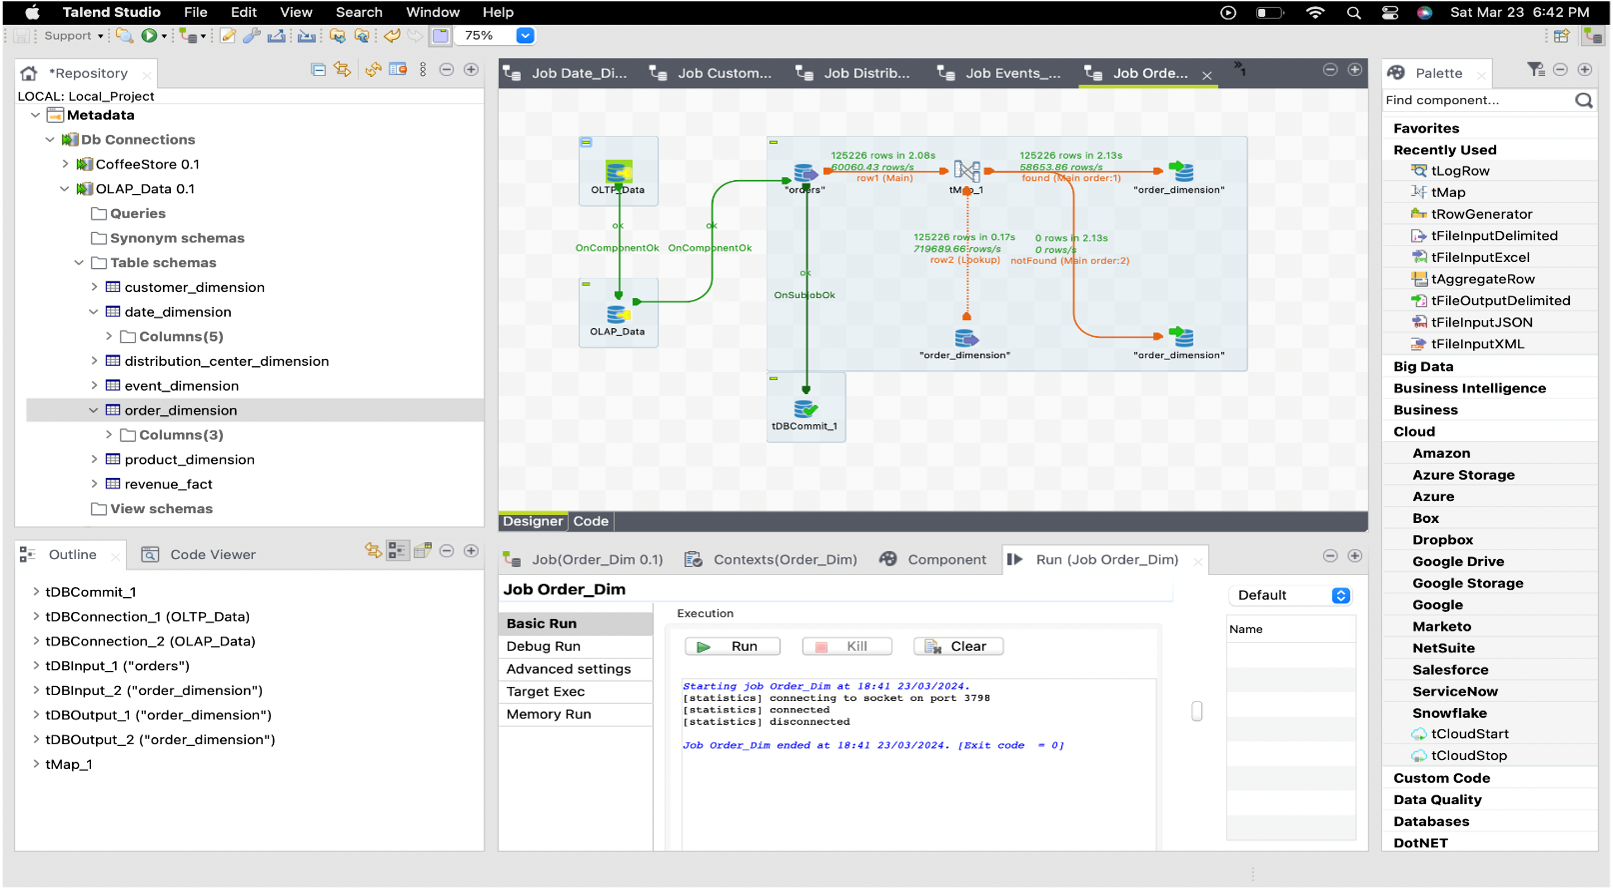 Talend Studio File Edit View Search Window Help Sat Mar 23 6:42 PM
Support 75%
*Repository
LOCAL: Local_Project
Metadata
Db Connections
CoffeeStore 0.1
OLAP_Data 0.1
Queries
Synonym schemas
Table schemas
customer_dimension
date_dimension
Columns(5)
distribution_center_dimension
event_dimension
order_dimension
Columns(3)
product_dimension
revenue_fact
View schemas
Outline Code Viewer
tDBCommit_1
tDBConnection_1 (OLTP_Data)
tDBConnection_2 (OLAP_Data)
tDBInput_1 ("orders")
tDBInput_2 ("order_dimension")
tDBOutput_1 ("order_dimension")
tDBOutput_2 ("order_dimension")
tMap_1
Job Date_Di... Job Custom... Job Distrib... Job Events_... Job Orde... »1
OLTP_Data
Ok
OnComponentOk
OLAP_Data
Ok
OnComponentOk
"orders"
125226 rows in 2.08s
60060.43 rows/s
row1 (Main)
tMap_1
125226 rows in 2.13s
58653.86 rows/s
found (Main order:1)
"order_dimension"
125226 rows in 0.17s
719689.66 rows/s
row2 (Lookup)
0 rows in 2.13s
0 rows/s
notFound (Main order:2)
Ok
OnSubjobOk
"order_dimension"
"order_dimension"
tDBCommit_1
Designer Code
Job(Order_Dim 0.1) Contexts(Order_Dim) Component Run (Job Order_Dim)
Job Order_Dim
Basic Run
Debug Run
Advanced settings
Target Exec
Memory Run
Execution
Run Kill Clear
Starting job Order_Dim at 18:41 23/03/2024.
[statistics] connecting to socket on port 3798
[statistics] connected
[statistics] disconnected
Job Order_Dim ended at 18:41 23/03/2024. [Exit code  = 0]
Default
Name
Palette
Find component...
Favorites
Recently Used
tLogRow
tMap
tRowGenerator
tFileInputDelimited
tFileInputExcel
tAggregateRow
tFileOutputDelimited
tFileInputJSON
tFileInputXML
Big Data
Business Intelligence
Business
Cloud
Amazon
Azure Storage
Azure
Box
Dropbox
Google Drive
Google Storage
Google
Marketo
NetSuite
Salesforce
ServiceNow
Snowflake
tCloudStart
tCloudStop
Custom Code
Data Quality
Databases
DotNET